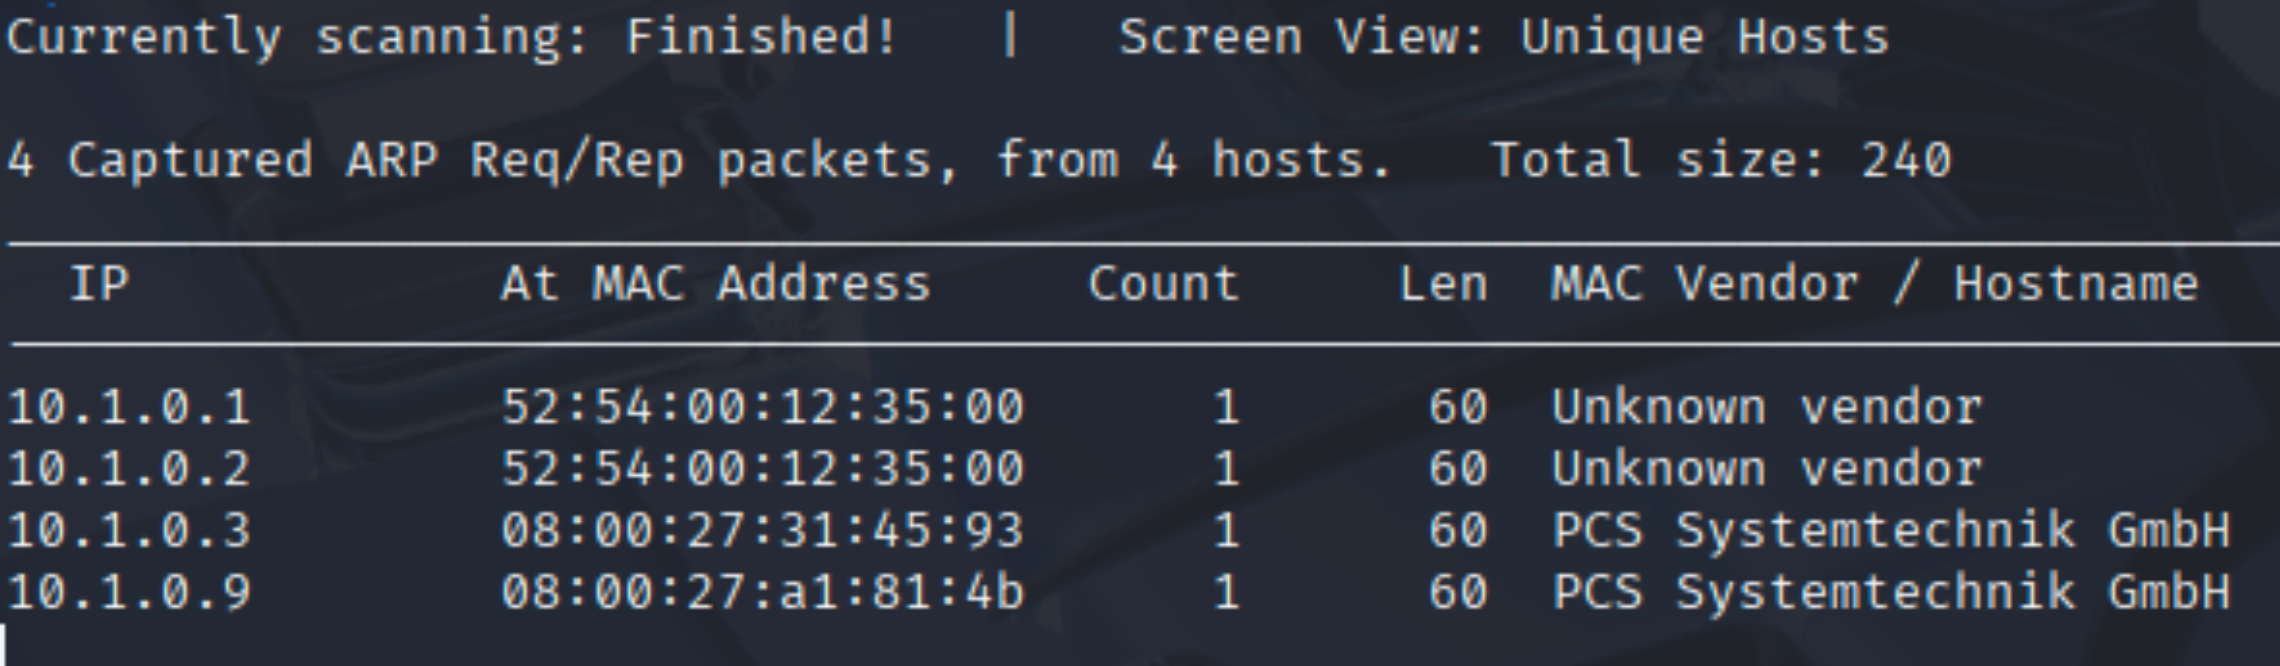 Currently scanning: Finished!   |   Screen View: Unique Hosts
4 Captured ARP Req/Rep packets, from 4 hosts.   Total size: 240
IP            At MAC Address     Count     Len  MAC Vendor / Hostname
10.1.0.1        52:54:00:12:35:00      1      60  Unknown vendor
10.1.0.2        52:54:00:12:35:00      1      60  Unknown vendor
10.1.0.3        08:00:27:31:45:93      1      60  PCS Systemtechnik GmbH
10.1.0.9        08:00:27:a1:81:4b      1      60  PCS Systemtechnik GmbH